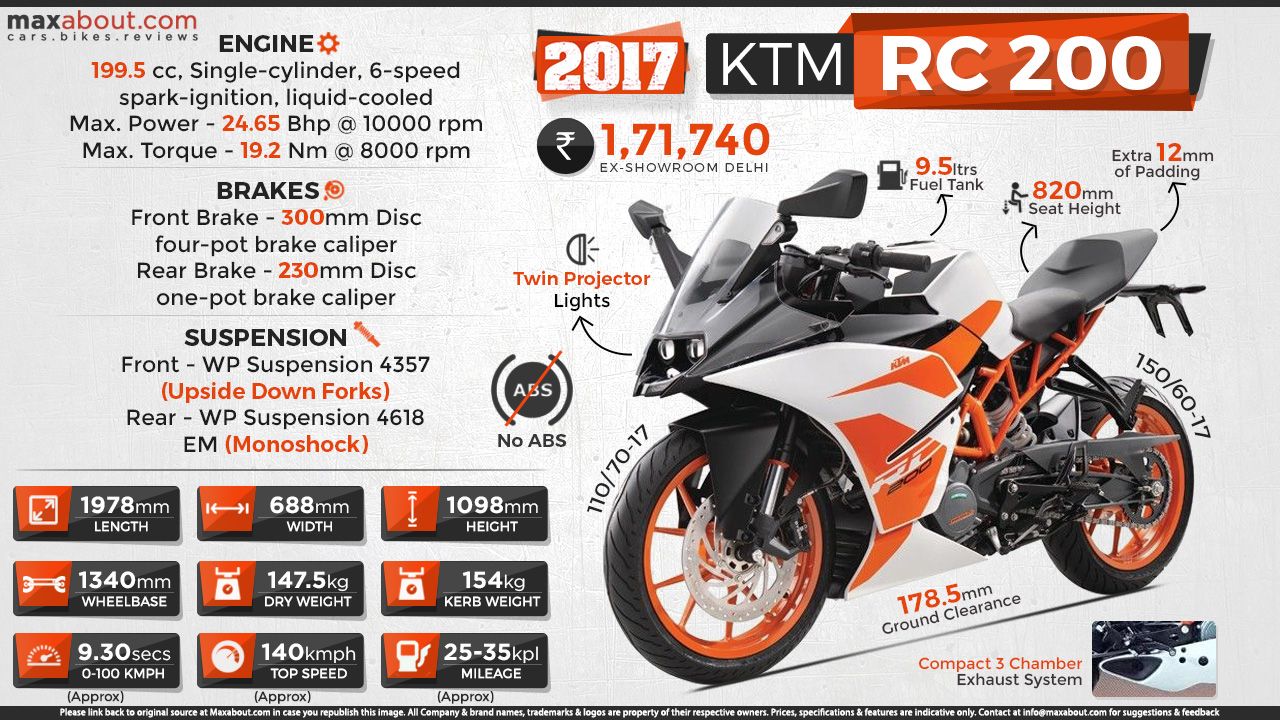 maxabout.com
cars.bikes.reviews
ENGINE
199.5 cc, Single-cylinder, 6-speed
spark-ignition, liquid-cooled
Max. Power - 24.65 Bhp @ 10000 rpm
Max. Torque - 19.2 Nm @ 8000 rpm
BRAKES
Front Brake - 300mm Disc
four-pot brake caliper
Rear Brake - 230mm Disc
one-pot brake caliper
SUSPENSION
Front - WP Suspension 4357
(Upside Down Forks)
Rear - WP Suspension 4618
EM (Monoshock)
2017 KTM RC 200
₹ 1,71,740
EX-SHOWROOM DELHI
9.5ltrs
Fuel Tank
820mm
Seat Height
Extra 12mm
of Padding
Twin Projector
Lights
ABS
No ABS
110/70-17
150/60-17
KTM
RC
200
178.5mm
Ground Clearance
Compact 3 Chamber
Exhaust System
1978mm
LENGTH
688mm
WIDTH
1098mm
HEIGHT
1340mm
WHEELBASE
147.5kg
DRY WEIGHT
154kg
KERB WEIGHT
9.30secs
0-100 KMPH
(Approx)
140kmph
TOP SPEED
(Approx)
25-35kpl
MILEAGE
(Approx)
Please link back to original source at Maxabout.com in case you republish this image. All Company & brand names, trademarks & logos are property of their respective owners. Prices, specifications & features are indicative only. Contact at info@maxabout.com for suggestions & feedback